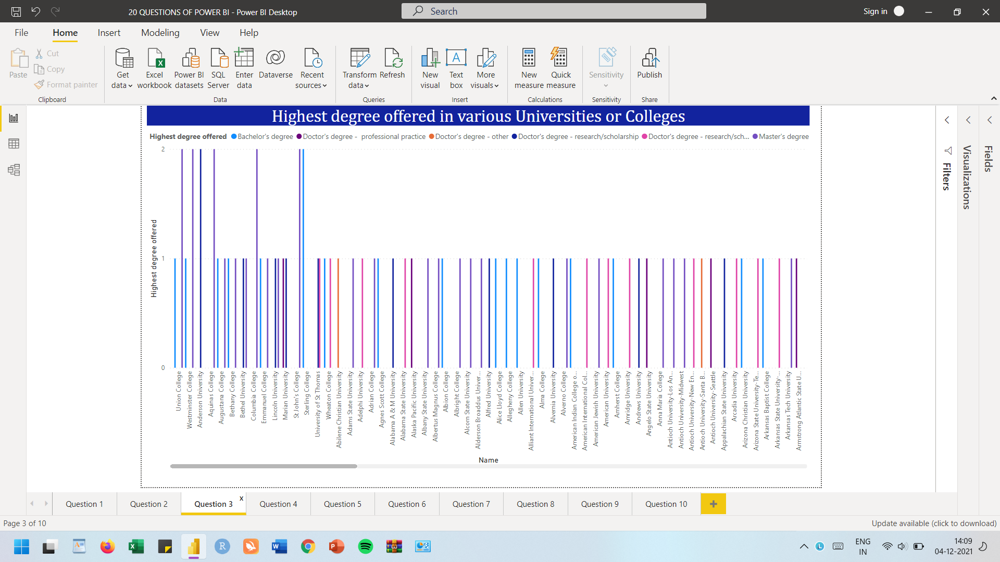 20 QUESTIONS OF POWER BI - Power BI Desktop
Search
Sign in
File Home Insert Modeling View Help
Paste
Cut
Copy
Format painter
Clipboard
Get data
Excel workbook
Power BI datasets
SQL Server
Enter data
Dataverse
Recent sources
Data
Transform data
Refresh
Queries
New visual
Text box
More visuals
Insert
New measure
Quick measure
Calculations
Sensitivity
Sensitivity
Publish
Share
Highest degree offered in various Universities or Colleges
Highest degree offered Bachelor's degree Doctor's degree - professional practice Doctor's degree - other Doctor's degree - research/scholarship Doctor's degree - research/sch... Master's degree
2
1
0
Highest degree offered
Union College
Westminster College
Anderson University
Aquinas College
Augustana College
Bethany College
Bethel University
Columbia College
Emmanuel College
Lincoln University
Marian University
St John's College
Sterling College
University of St Thomas
Wheaton College
Abilene Christian University
Adams State University
Adelphi University
Adrian College
Agnes Scott College
Alabama A & M University
Alabama State University
Alaska Pacific University
Albany State University
Albertus Magnus College
Albion College
Albright College
Alcorn State University
Alderson Broaddus Univer...
Alfred University
Alice Lloyd College
Allegheny College
Allen University
Alliant International Univer...
Alma College
Alvernia University
Alverno College
American Indian College o...
American International Col...
American Jewish University
American University
Amherst College
Amridge University
Andrews University
Angelo State University
Anna Maria College
Antioch University-Los An...
Antioch University-Midwest
Antioch University-New En...
Antioch University-Santa B...
Antioch University-Seattle
Appalachian State University
Arcadia University
Arizona Christian University
Arizona State University-Te...
Arkansas Baptist College
Arkansas State University-...
Arkansas Tech University
Armstrong Atlantic State U...
Name
Filters
Visualizations
Fields
Question 1 Question 2 Question 3 x Question 4 Question 5 Question 6 Question 7 Question 8 Question 9 Question 10 +
Page 3 of 10
Update available (click to download)
ENG
IN
14:09
04-12-2021